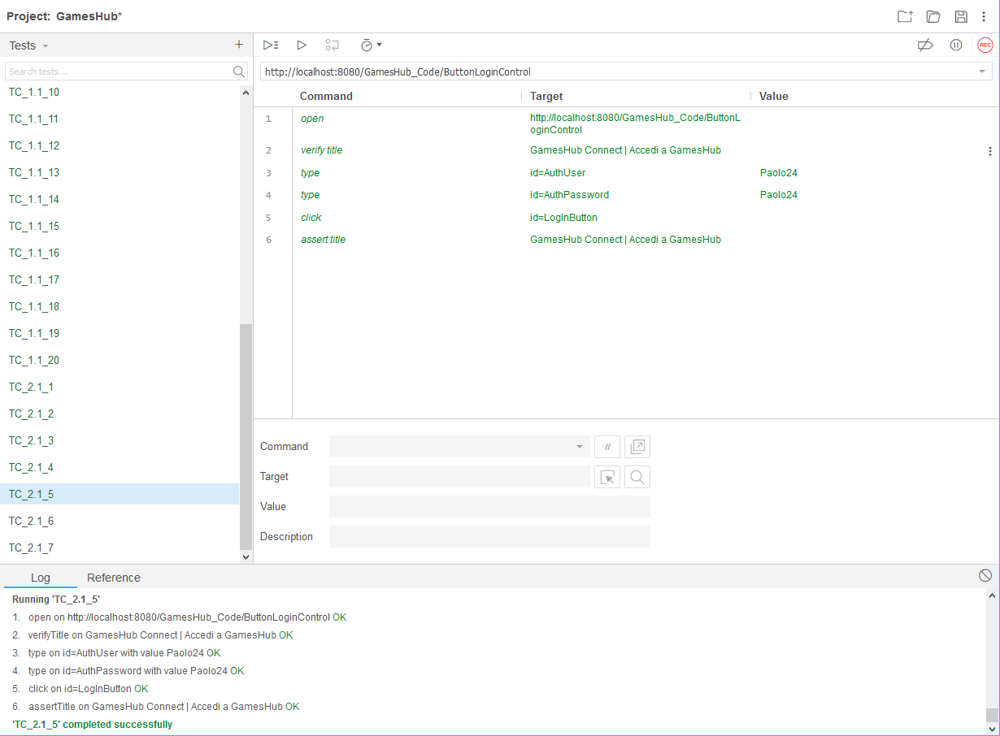 Project: GamesHub*
Tests
+
Search tests...
TC_1.1_10
TC_1.1_11
TC_1.1_12
TC_1.1_13
TC_1.1_14
TC_1.1_15
TC_1.1_16
TC_1.1_17
TC_1.1_18
TC_1.1_19
TC_1.1_20
TC_2.1_1
TC_2.1_2
TC_2.1_3
TC_2.1_4
TC_2.1_5
TC_2.1_6
TC_2.1_7
REC
http://localhost:8080/GamesHub_Code/ButtonLoginControl
Command Target Value
1 open http://localhost:8080/GamesHub_Code/ButtonL
oginControl
2 verify title GamesHub Connect | Accedi a GamesHub
3 type id=AuthUser Paolo24
4 type id=AuthPassword Paolo24
5 click id=LogInButton
6 assert title GamesHub Connect | Accedi a GamesHub
Command //
Target
Value
Description
Log Reference
Running 'TC_2.1_5'
1. open on http://localhost:8080/GamesHub_Code/ButtonLoginControl OK
2. verifyTitle on GamesHub Connect | Accedi a GamesHub OK
3. type on id=AuthUser with value Paolo24 OK
4. type on id=AuthPassword with value Paolo24 OK
5. click on id=LogInButton OK
6. assertTitle on GamesHub Connect | Accedi a GamesHub OK
'TC_2.1_5' completed successfully